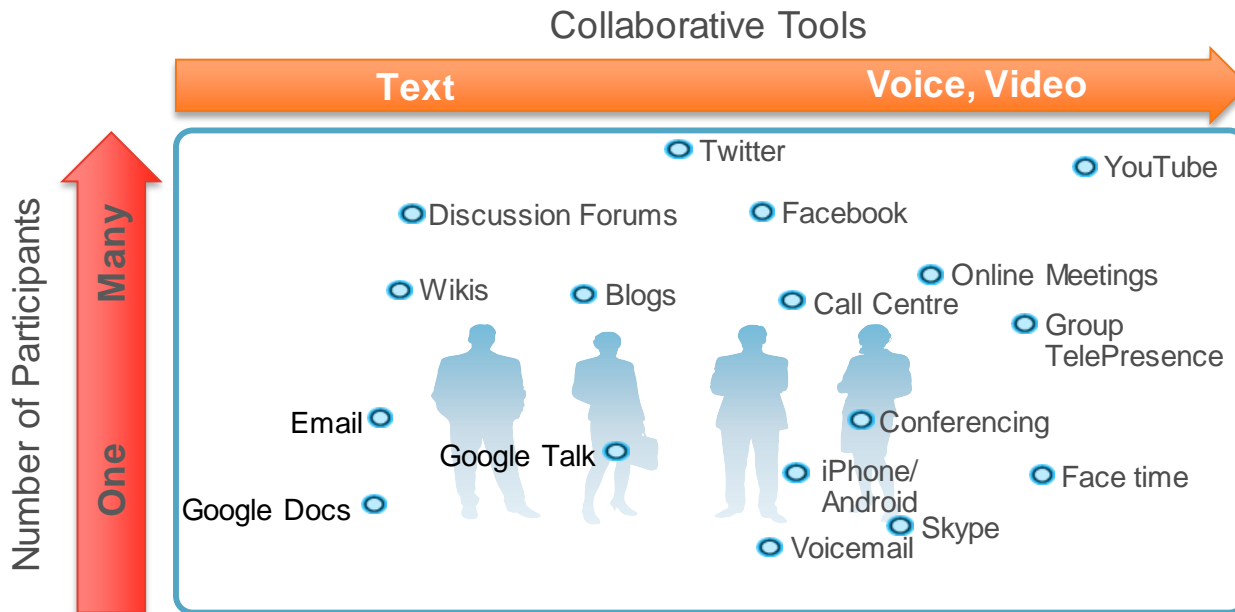 Collaborative Tools
Text
Voice, Video
Number of Participants
Many
One
Twitter
YouTube
Discussion Forums
Facebook
Online Meetings
Wikis
Blogs
Call Centre
Group
TelePresence
Email
Conferencing
Google Talk
iPhone/
Android
Face time
Google Docs
Skype
Voicemail